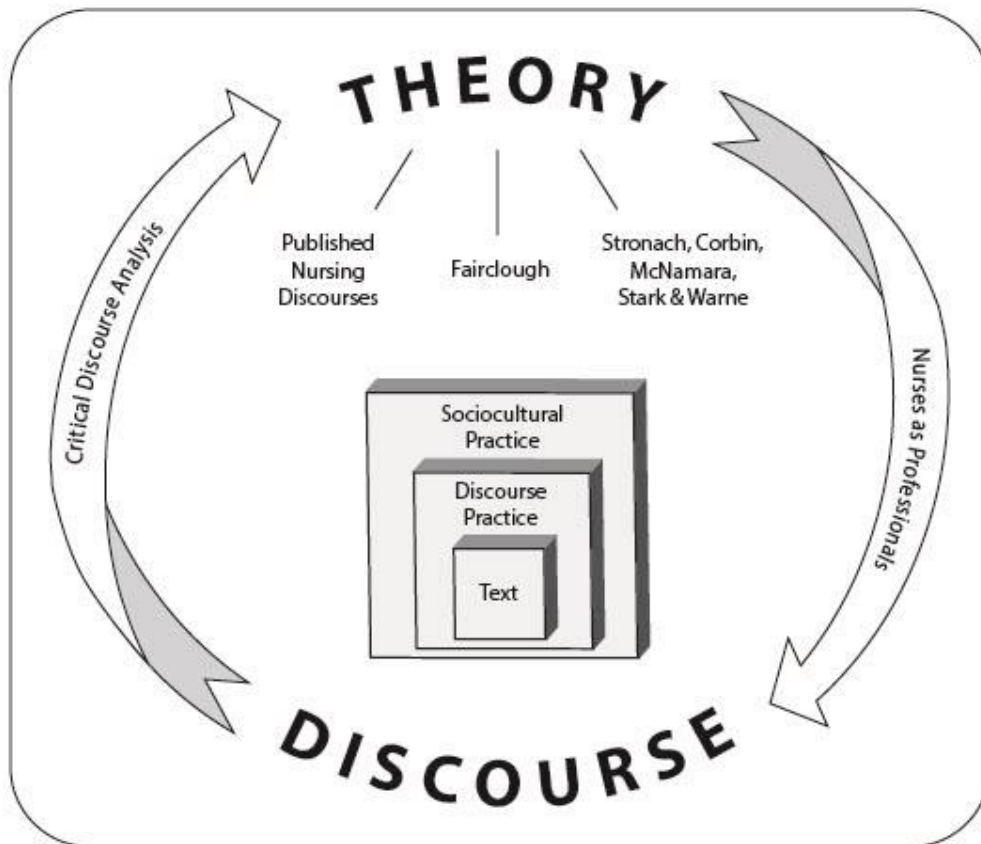 THEORY
Published
Nursing
Discourses
Fairclough
Stronach, Corbin,
McNamara,
Stark & Warne
Critical Discourse Analysis
Nurses as Professionals
Sociocultural
Practice
Discourse
Practice
Text
DISCOURSE